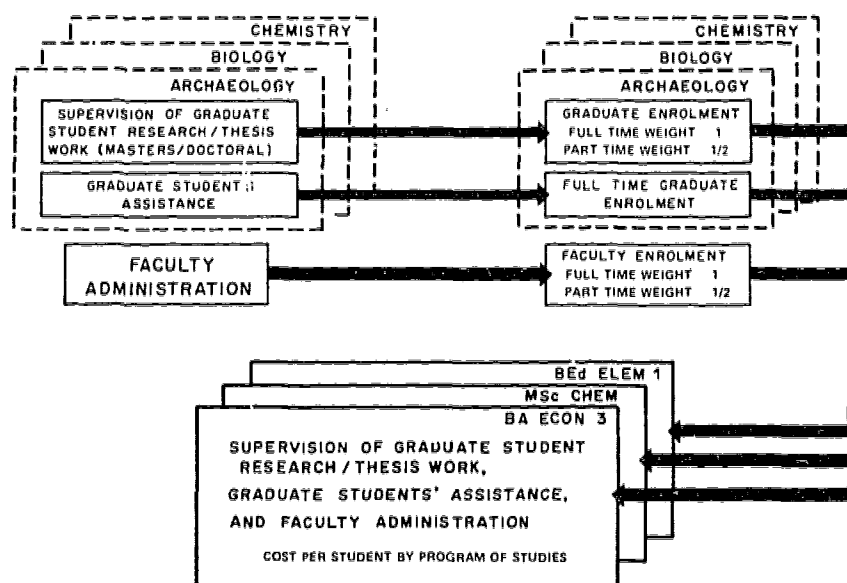 CHEMISTRY
BIOLOGY
ARCHAEOLOGY
SUPERVISION OF GRADUATE
STUDENT RESEARCH/THESIS
WORK (MASTERS/DOCTORAL)
GRADUATE STUDENT
ASSISTANCE
FACULTY
ADMINISTRATION
CHEMISTRY
BIOLOGY
ARCHAEOLOGY
GRADUATE ENROLMENT
FULL TIME WEIGHT 1
PART TIME WEIGHT 1/2
FULL TIME GRADUATE
ENROLMENT
FACULTY ENROLMENT
FULL TIME WEIGHT 1
PART TIME WEIGHT 1/2
BEd ELEM 1
MSc CHEM
BA ECON 3
SUPERVISION OF GRADUATE STUDENT
RESEARCH/THESIS WORK,
GRADUATE STUDENTS' ASSISTANCE,
AND FACULTY ADMINISTRATION
COST PER STUDENT BY PROGRAM OF STUDIES